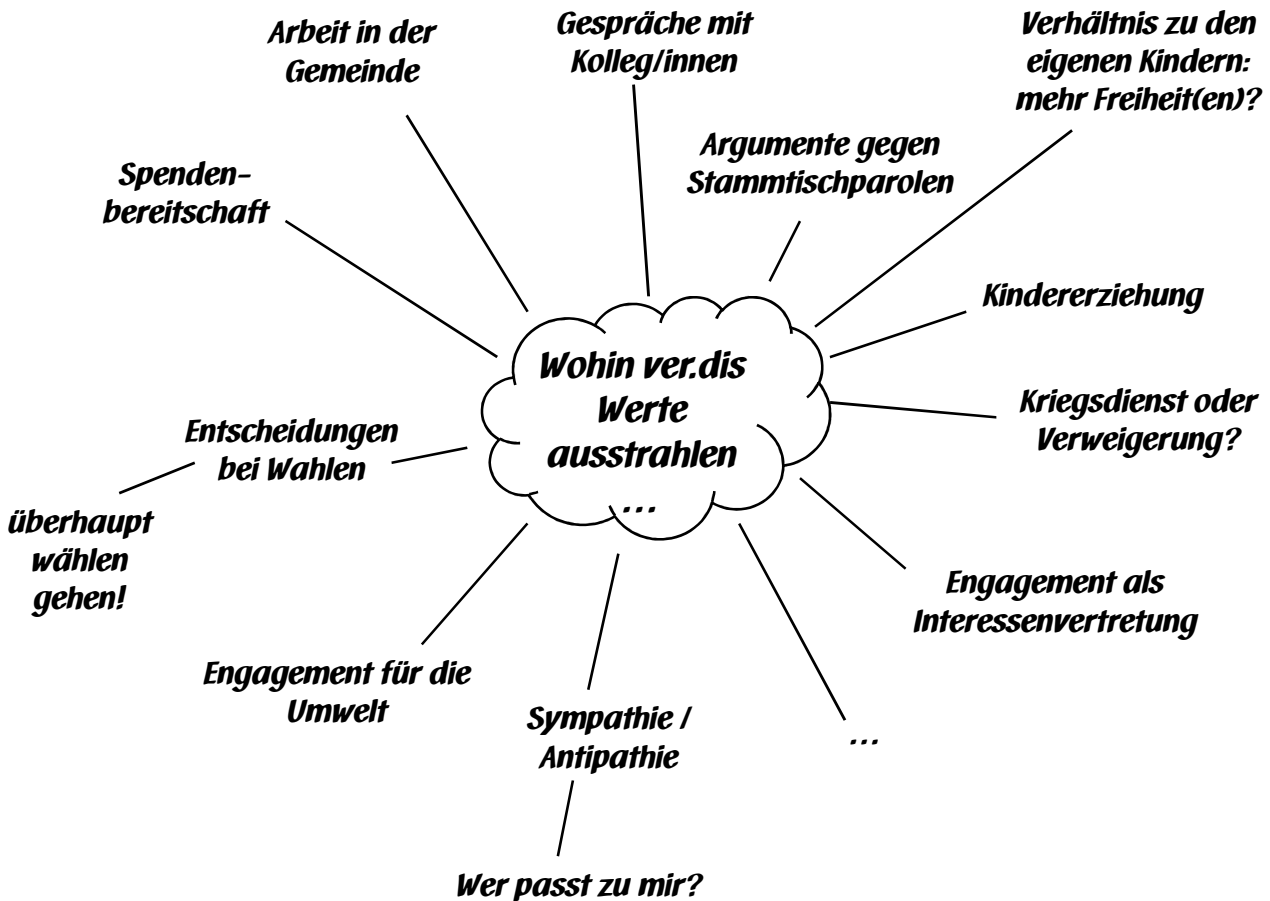 Arbeit in der
Gemeinde
Gespräche mit
Kolleg/innen
Verhältnis zu den
eigenen Kindern:
mehr Freiheit(en)?
Argumente gegen
Stammtischparolen
Spenden-
bereitschaft
Kindererziehung
Wohin ver.dis
Werte
ausstrahlen
...
Kriegsdienst oder
Verweigerung?
Entscheidungen
bei Wahlen
überhaupt
wählen
gehen!
Engagement als
Interessenvertretung
Engagement für die
Umwelt
Sympathie /
Antipathie
...
Wer passt zu mir?